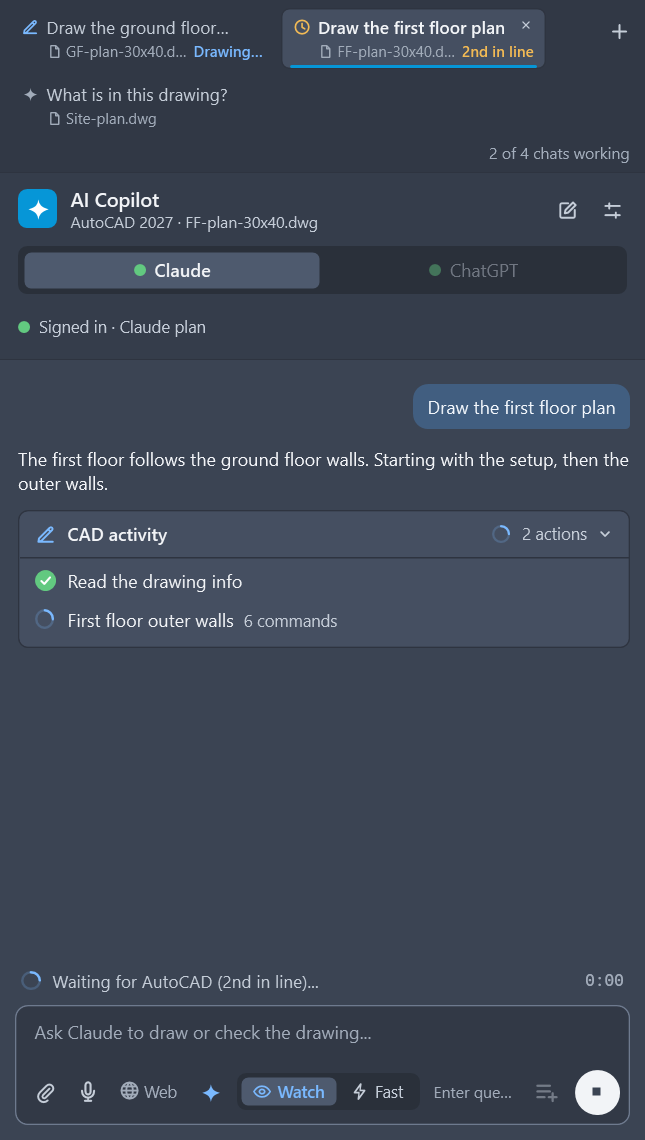 Draw the ground floor...
GF-plan-30x40.d... Drawing...
Draw the first floor plan
FF-plan-30x40.d... 2nd in line
What is in this drawing?
Site-plan.dwg
2 of 4 chats working
AI Copilot
AutoCAD 2027 · FF-plan-30x40.dwg
Claude
ChatGPT
Signed in · Claude plan
Draw the first floor plan
The first floor follows the ground floor walls. Starting with the setup, then the
outer walls.
CAD activity
2 actions
Read the drawing info
First floor outer walls 6 commands
Waiting for AutoCAD (2nd in line)...
0:00
Ask Claude to draw or check the drawing...
Web
Watch
Fast
Enter que...